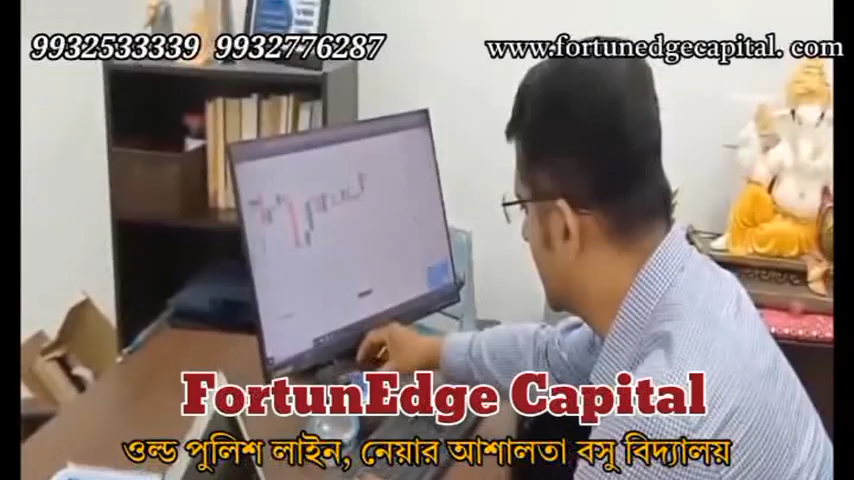 9932533339 9932776287
www.fortunedgecapital.com
FortunEdge Capital
ওল্ড পুলিশ লাইন, নেয়ার আশালতা বসু বিদ্যালয়